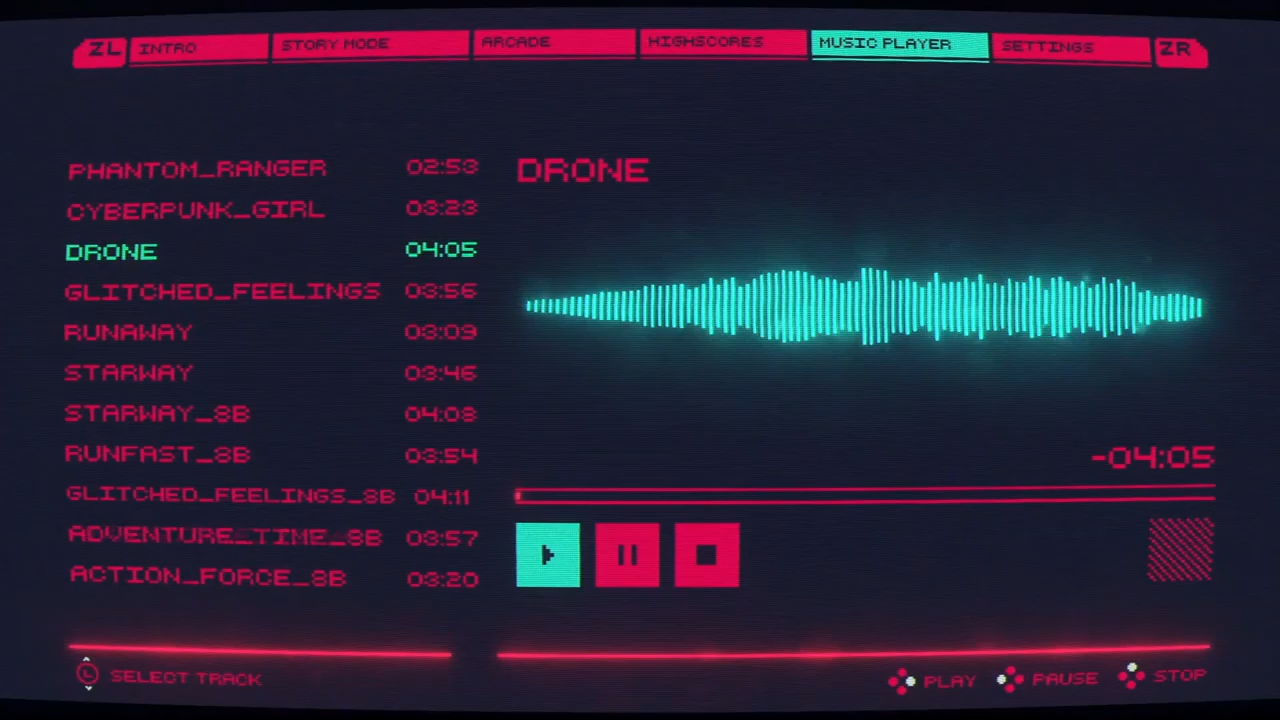 ZL INTRO STORY MODE ARCADE HIGHSCORES MUSIC PLAYER SETTINGS ZR
PHANTOM_RANGER 02:53
CYBERPUNK_GIRL 03:23
DRONE 04:05
GLITCHED_FEELINGS 03:56
RUNAWAY 03:09
STARWAY 03:46
STARWAY_8B 04:08
RUNFAST_8B 03:54
GLITCHED_FEELINGS_8B 04:11
ADVENTURE_TIME_8B 03:57
ACTION_FORCE_8B 03:20
DRONE
-04:05
L SELECT TRACK
PLAY PAUSE STOP